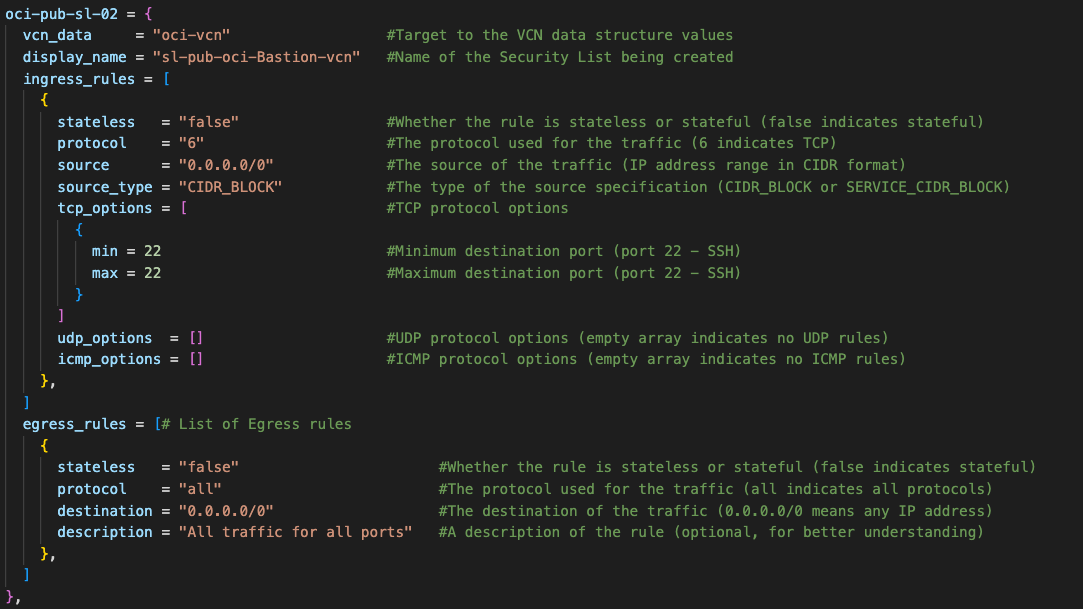 oci-pub-sl-02 = {
  vcn_data     = "oci-vcn"                  #Target to the VCN data structure values
  display_name = "sl-pub-oci-Bastion-vcn"   #Name of the Security List being created
  ingress_rules = [
    {
      stateless   = "false"                 #Whether the rule is stateless or stateful (false indicates stateful)
      protocol    = "6"                     #The protocol used for the traffic (6 indicates TCP)
      source      = "0.0.0.0/0"             #The source of the traffic (IP address range in CIDR format)
      source_type = "CIDR_BLOCK"            #The type of the source specification (CIDR_BLOCK or SERVICE_CIDR_BLOCK)
      tcp_options = [                       #TCP protocol options
        {
          min = 22                          #Minimum destination port (port 22 - SSH)
          max = 22                          #Maximum destination port (port 22 - SSH)
        }
      ]
      udp_options  = []                     #UDP protocol options (empty array indicates no UDP rules)
      icmp_options = []                     #ICMP protocol options (empty array indicates no ICMP rules)
    },
  ]
  egress_rules = [# List of Egress rules
    {
      stateless   = "false"                       #Whether the rule is stateless or stateful (false indicates stateful)
      protocol    = "all"                         #The protocol used for the traffic (all indicates all protocols)
      destination = "0.0.0.0/0"                   #The destination of the traffic (0.0.0.0/0 means any IP address)
      description = "All traffic for all ports"   #A description of the rule (optional, for better understanding)
    },
  ]
},